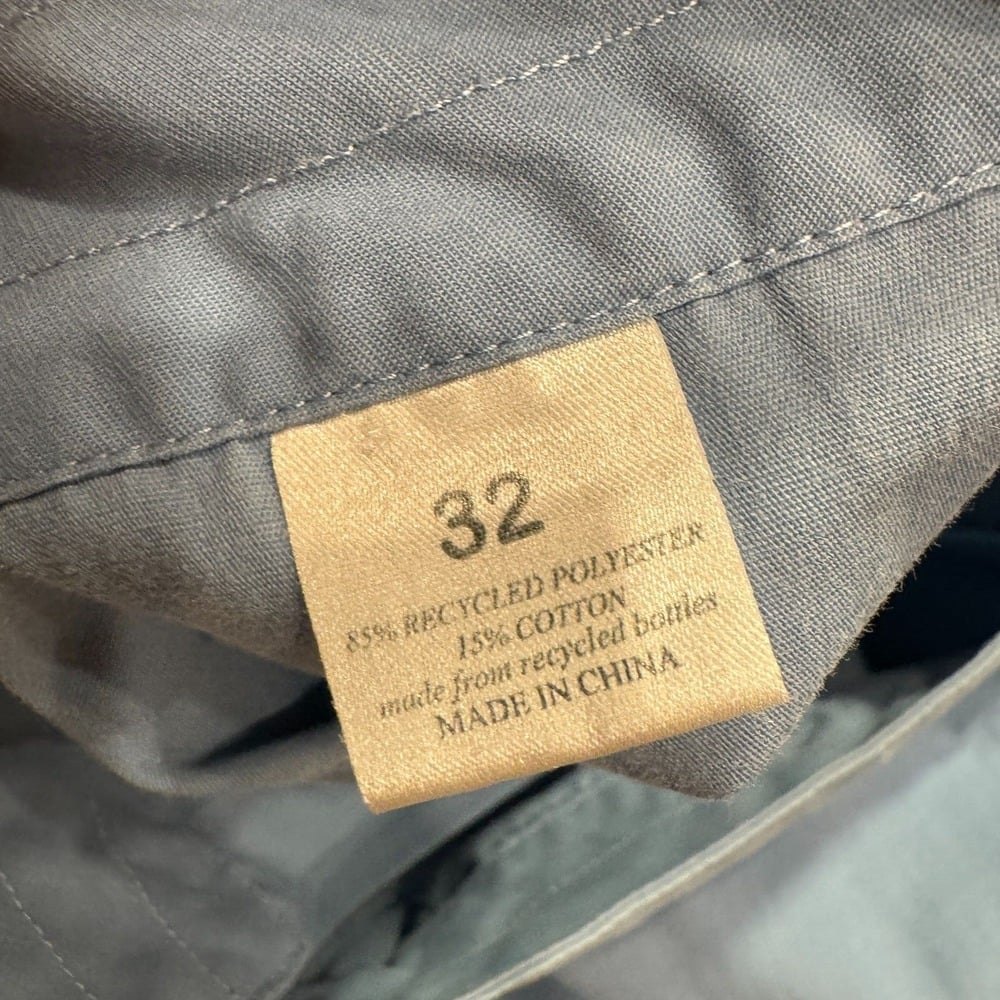 32
85% RECYCLED POLYESTER
15% COTTON
made from recycled bottles
MADE IN CHINA